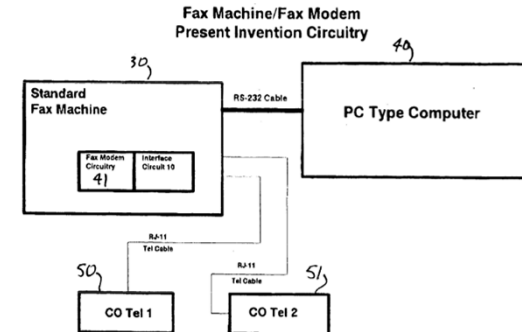 Fax Machine/Fax Modem
Present Invention Circuitry
30
40
Standard
Fax Machine
RS-232 Cable
PC Type Computer
Fax Modem
Circuitry
41
Interface
Circuit 10
RJ-11
Tel Cable
RJ-11
Tel Cable
50
51
CO Tel 1
CO Tel 2